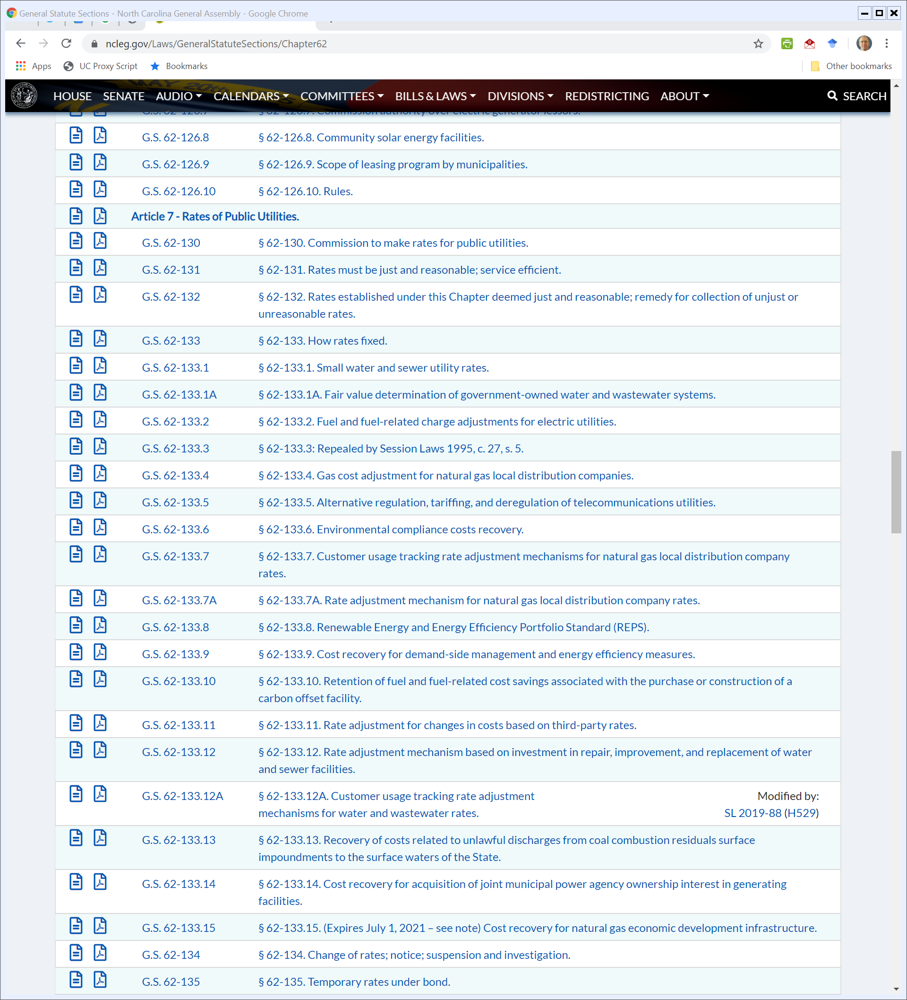 General Statute Sections - North Carolina General Assembly - Google Chrome
ncleg.gov/Laws/GeneralStatuteSections/Chapter62
Apps UC Proxy Script Bookmarks Other bookmarks
HOUSE SENATE AUDIO CALENDARS COMMITTEES BILLS & LAWS DIVISIONS REDISTRICTING ABOUT SEARCH
G.S. 62-126.7 § 62-126.7. Commission authority over electric generator lessors.
G.S. 62-126.8 § 62-126.8. Community solar energy facilities.
G.S. 62-126.9 § 62-126.9. Scope of leasing program by municipalities.
G.S. 62-126.10 § 62-126.10. Rules.
Article 7 - Rates of Public Utilities.
G.S. 62-130 § 62-130. Commission to make rates for public utilities.
G.S. 62-131 § 62-131. Rates must be just and reasonable; service efficient.
G.S. 62-132 § 62-132. Rates established under this Chapter deemed just and reasonable; remedy for collection of unjust or
unreasonable rates.
G.S. 62-133 § 62-133. How rates fixed.
G.S. 62-133.1 § 62-133.1. Small water and sewer utility rates.
G.S. 62-133.1A § 62-133.1A. Fair value determination of government-owned water and wastewater systems.
G.S. 62-133.2 § 62-133.2. Fuel and fuel-related charge adjustments for electric utilities.
G.S. 62-133.3 § 62-133.3: Repealed by Session Laws 1995, c. 27, s. 5.
G.S. 62-133.4 § 62-133.4. Gas cost adjustment for natural gas local distribution companies.
G.S. 62-133.5 § 62-133.5. Alternative regulation, tariffing, and deregulation of telecommunications utilities.
G.S. 62-133.6 § 62-133.6. Environmental compliance costs recovery.
G.S. 62-133.7 § 62-133.7. Customer usage tracking rate adjustment mechanisms for natural gas local distribution company
rates.
G.S. 62-133.7A § 62-133.7A. Rate adjustment mechanism for natural gas local distribution company rates.
G.S. 62-133.8 § 62-133.8. Renewable Energy and Energy Efficiency Portfolio Standard (REPS).
G.S. 62-133.9 § 62-133.9. Cost recovery for demand-side management and energy efficiency measures.
G.S. 62-133.10 § 62-133.10. Retention of fuel and fuel-related cost savings associated with the purchase or construction of a
carbon offset facility.
G.S. 62-133.11 § 62-133.11. Rate adjustment for changes in costs based on third-party rates.
G.S. 62-133.12 § 62-133.12. Rate adjustment mechanism based on investment in repair, improvement, and replacement of water
and sewer facilities.
G.S. 62-133.12A § 62-133.12A. Customer usage tracking rate adjustment Modified by:
mechanisms for water and wastewater rates. SL 2019-88 (H529)
G.S. 62-133.13 § 62-133.13. Recovery of costs related to unlawful discharges from coal combustion residuals surface
impoundments to the surface waters of the State.
G.S. 62-133.14 § 62-133.14. Cost recovery for acquisition of joint municipal power agency ownership interest in generating
facilities.
G.S. 62-133.15 § 62-133.15. (Expires July 1, 2021 – see note) Cost recovery for natural gas economic development infrastructure.
G.S. 62-134 § 62-134. Change of rates; notice; suspension and investigation.
G.S. 62-135 § 62-135. Temporary rates under bond.